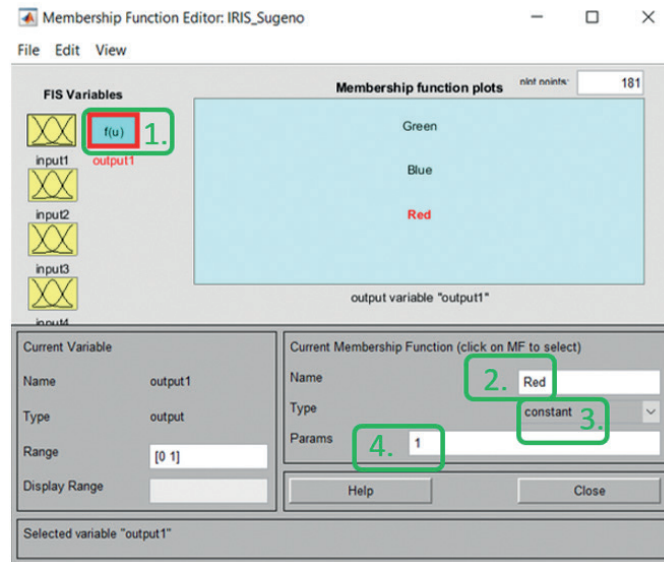 Membership Function Editor: IRIS_Sugeno
File Edit View
FIS Variables
f(u)
1.
input1
output1
input2
input3
input4
Membership function plots
plot points:
181
Green
Blue
Red
output variable "output1"
Current Variable
Name
output1
Type
output
Range
[0 1]
Display Range
Current Membership Function (click on MF to select)
Name
2.
Red
Type
constant
3.
Params
4.
1
Help
Close
Selected variable "output1"